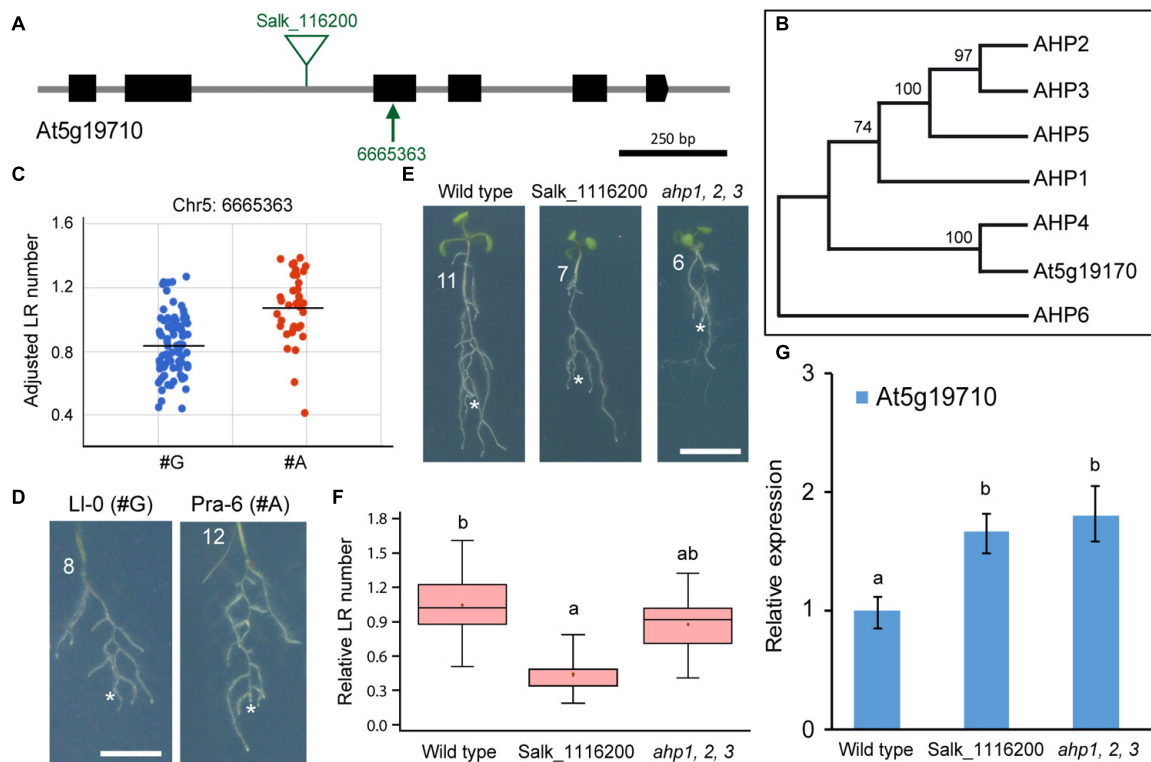 A
Salk_116200
At5g19710
6665363
250 bp
B
AHP2
97
AHP3
100
AHP5
74
AHP1
AHP4
100
At5g19170
AHP6
C
Chr5: 6665363
Adjusted LR number
1.6
1.2
0.8
0.4
#G
#A
D
Ll-0 (#G)
Pra-6 (#A)
8
12
*
*
E
Wild type
Salk_1116200
ahp1, 2, 3
11
7
6
*
*
*
F
Relative LR number
1.8
1.5
1.2
0.9
0.6
0.3
0.0
b
a
ab
Wild type
Salk_1116200
ahp1, 2, 3
G
At5g19710
Relative expression
3
2
1
0
a
b
b
Wild type
Salk_1116200
ahp1, 2, 3